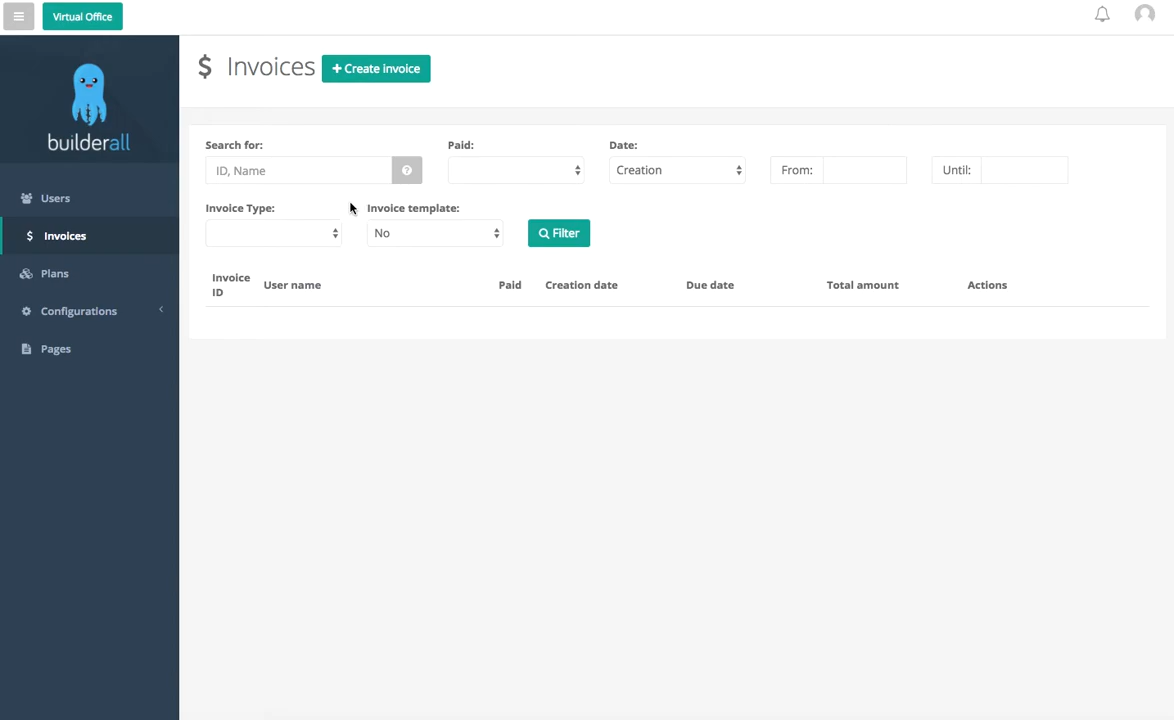 Virtual Office
$ Invoices + Create invoice
builderall
Search for:
Paid:
Date:
ID, Name
?
Creation
From:
Until:
Users
Invoice Type:
Invoice template:
No
Filter
$ Invoices
Plans
Invoice
ID
User name
Paid
Creation date
Due date
Total amount
Actions
Configurations
Pages